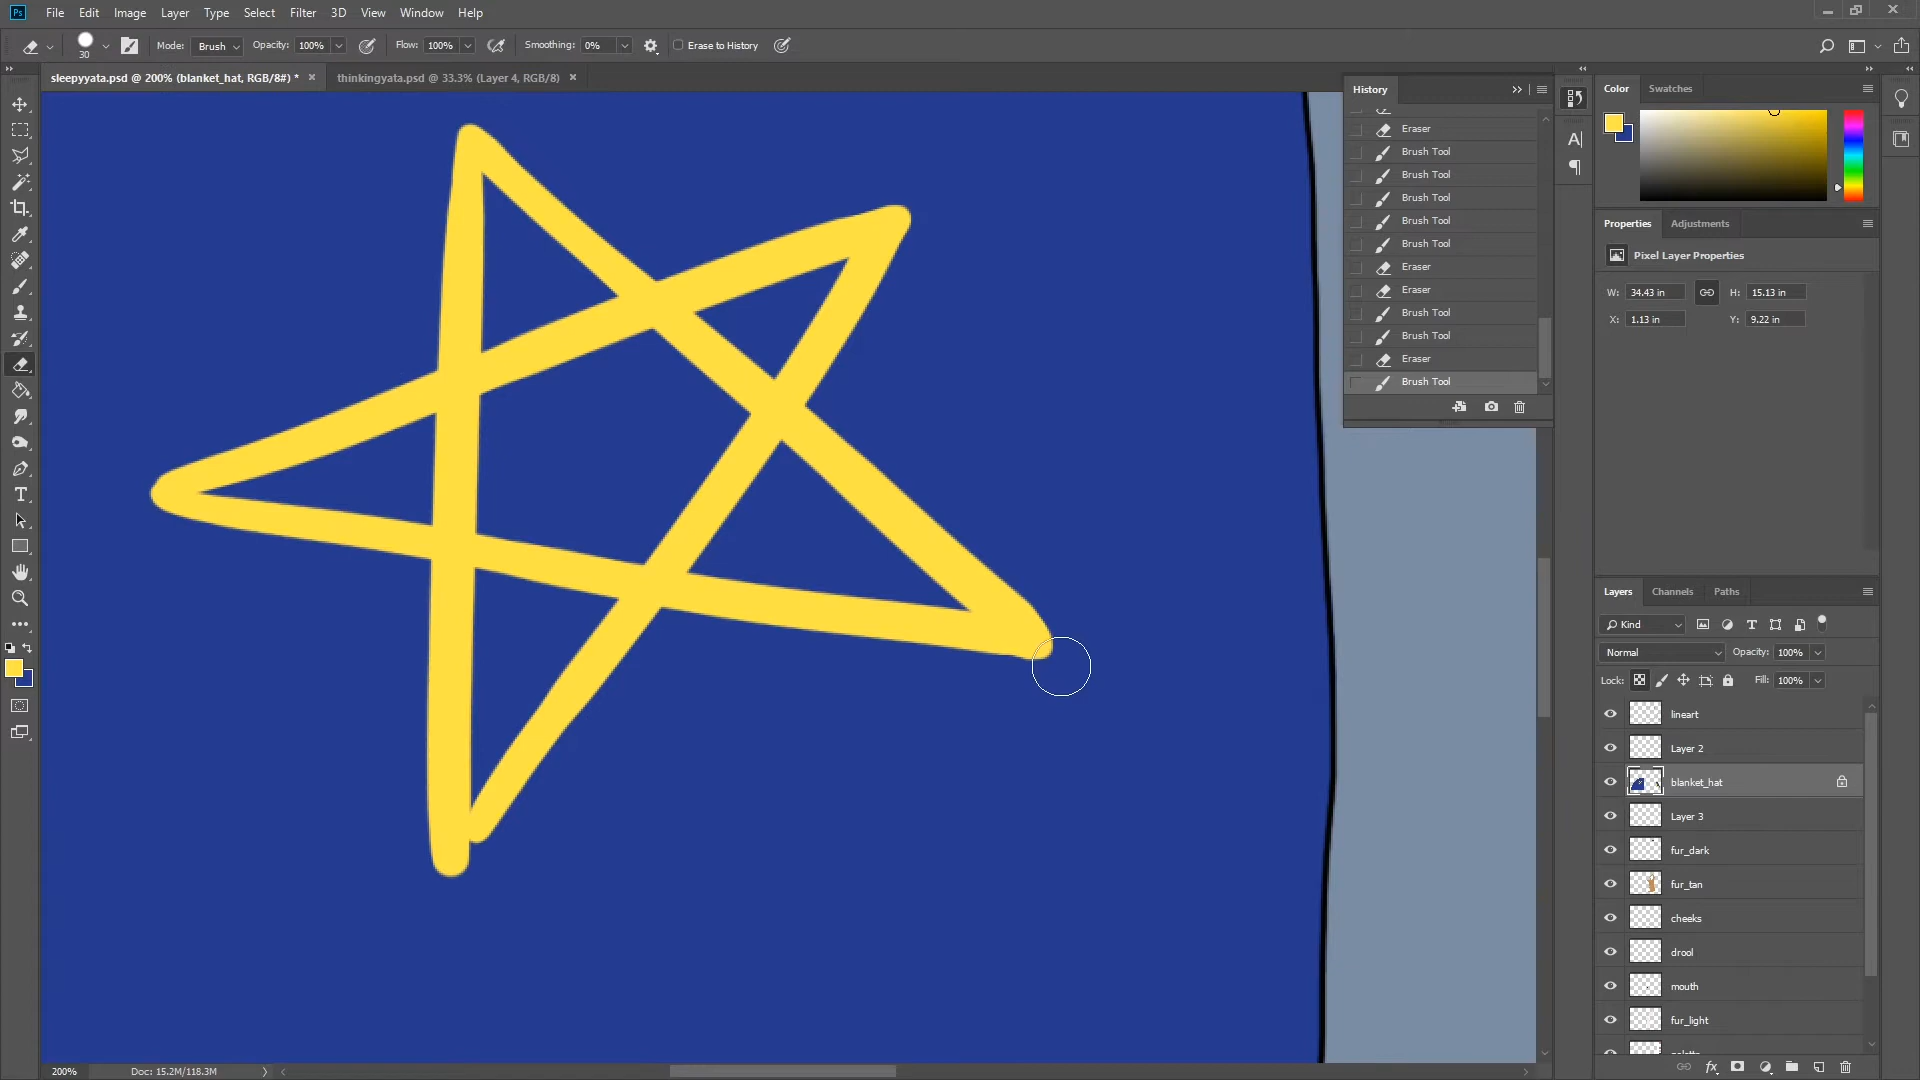 Ps File Edit Image Layer Type Select Filter 3D View Window Help
30 Mode: Brush Opacity: 100% Flow: 100% Smoothing: 0% Erase to History
sleepyyata.psd @ 200% (blanket_hat, RGB/8#) * × thinkingyata.psd @ 33.3% (Layer 4, RGB/8) ×
History
Eraser
Brush Tool
Brush Tool
Brush Tool
Brush Tool
Brush Tool
Eraser
Eraser
Brush Tool
Brush Tool
Eraser
Brush Tool
Color Swatches
Properties Adjustments
Pixel Layer Properties
W: 34.43 in H: 15.13 in
X: 1.13 in Y: 9.22 in
Layers Channels Paths
Kind
Normal Opacity: 100%
Lock: Fill: 100%
lineart
Layer 2
blanket_hat
Layer 3
fur_dark
fur_tan
cheeks
drool
mouth
fur_light
200% Doc: 15.2M/118.3M